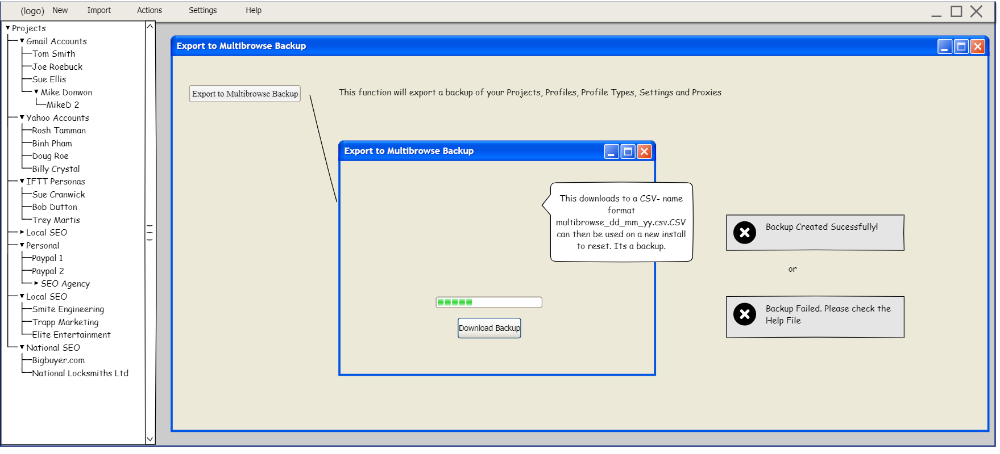 (logo) New Import Actions Settings Help
Projects
Gmail Accounts
Tom Smith
Joe Roebuck
Sue Ellis
Mike Donwon
MikeD 2
Yahoo Accounts
Rosh Tamman
Binh Pham
Doug Roe
Billy Crystal
IFTT Personas
Sue Cranwick
Bob Dutton
Trey Martis
Local SEO
Personal
Paypal 1
Paypal 2
SEO Agency
Local SEO
Smite Engineering
Trapp Marketing
Elite Entertainment
National SEO
Bigbuyer.com
National Locksmiths Ltd
Export to Multibrowse Backup
Export to Multibrowse Backup
This function will export a backup of your Projects, Profiles, Profile Types, Settings and Proxies
Export to Multibrowse Backup
This downloads to a CSV- name
format
multibrowse_dd_mm_yy.csv.CSV
can then be used on a new install
to reset. Its a backup.
Download Backup
Backup Created Sucessfully!
or
Backup Failed. Please check the
Help File